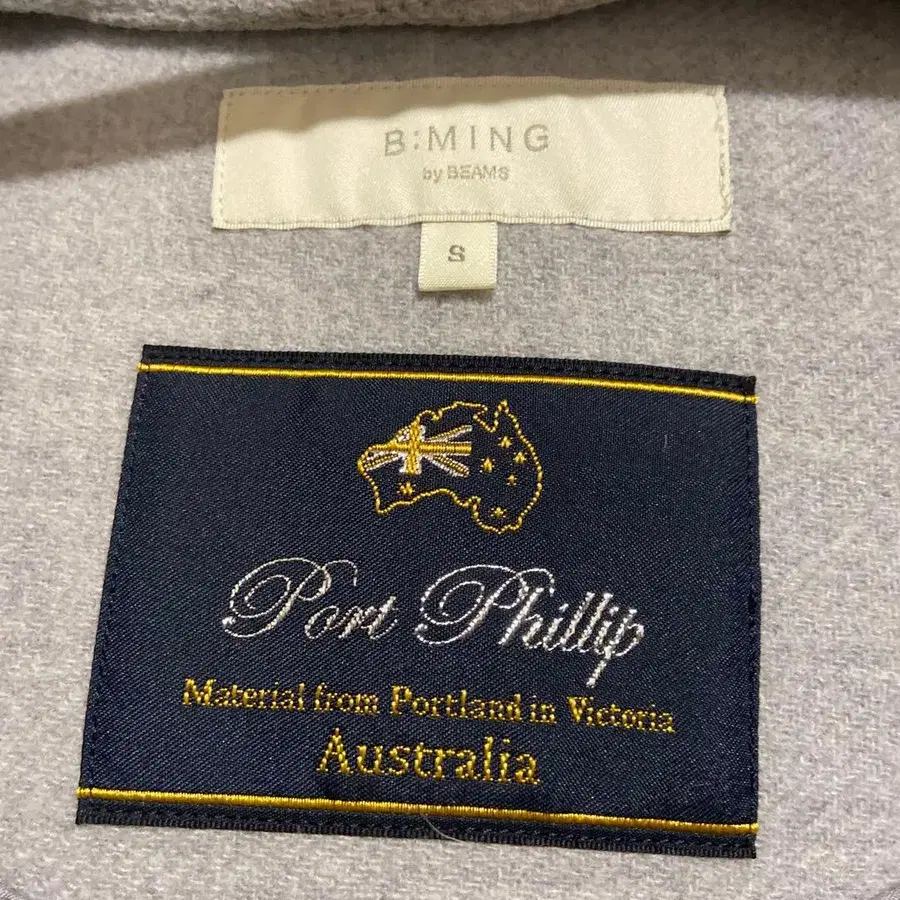 B:MING
by BEAMS
S
Port Phillip
Material from Portland in Victoria
Australia